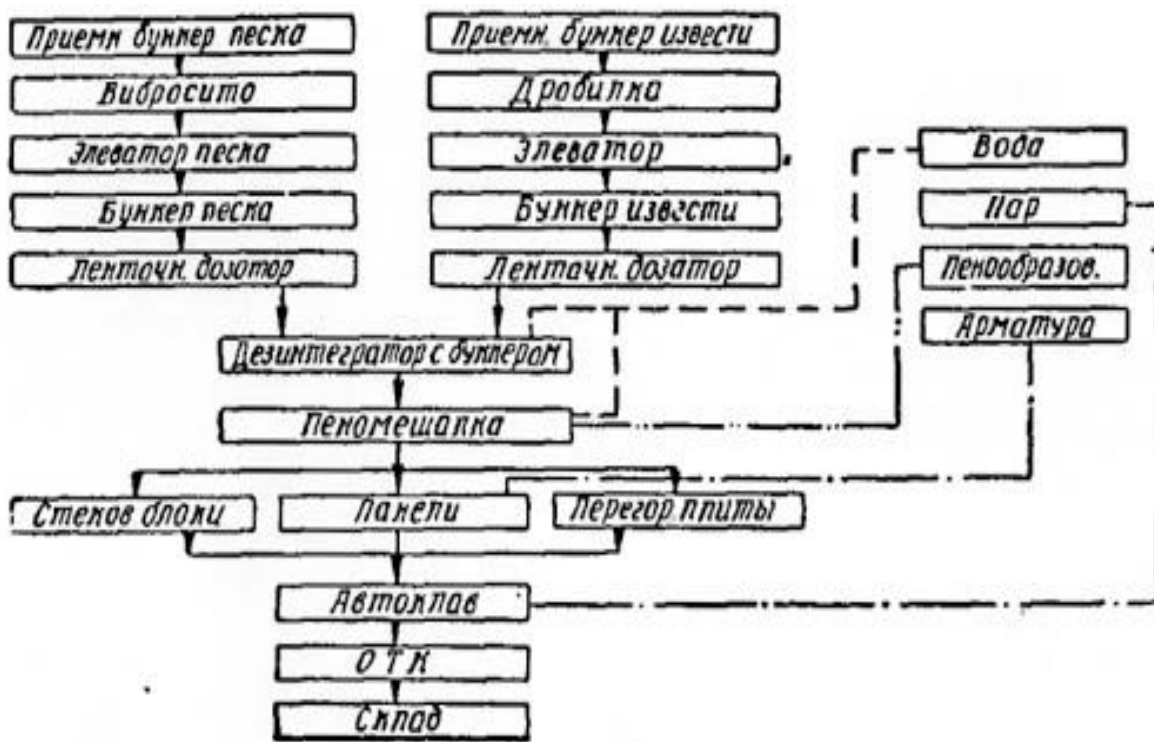 Приемн бункер песка
Вибросито
Элеватор песка
Бункер песка
Ленточн. дозотор
Приемн. бункер извести
Дробилка
Элеватор
Бункер извести
Ленточн. дозатор
Вода
Пар
Пенообразов.
Арматура
Дезинтегратор с бункером
Пеномешалка
Стенов блоки
Панели
Перегор. плиты
Автоклав
ОТК
Склад